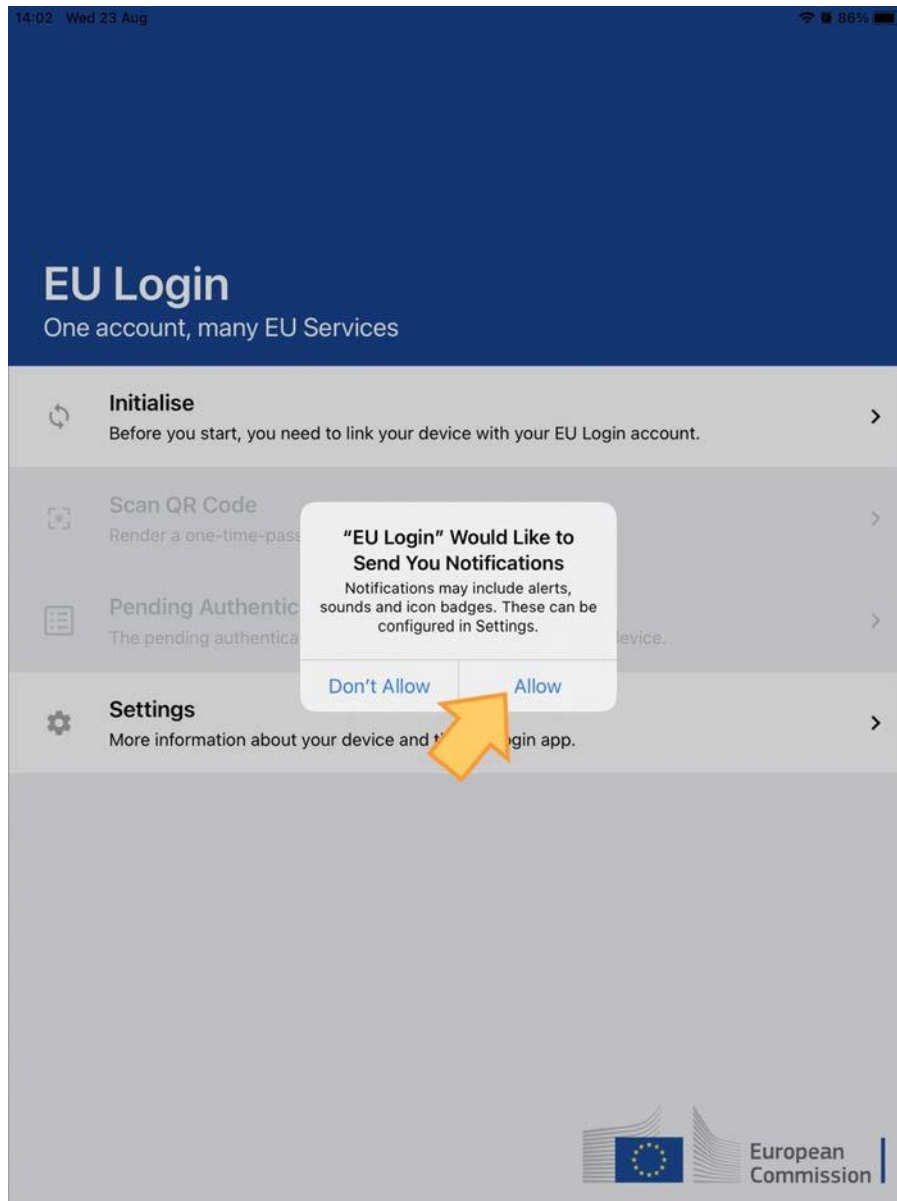 14:02 Wed 23 Aug
86%
EU Login
One account, many EU Services
Initialise
Before you start, you need to link your device with your EU Login account.
Scan QR Code
Render a one-time-pass
Pending Authentic
The pending authentica
device.
"EU Login" Would Like to
Send You Notifications
Notifications may include alerts,
sounds and icon badges. These can be
configured in Settings.
Don't Allow
Allow
Settings
More information about your device and app.
European
Commission